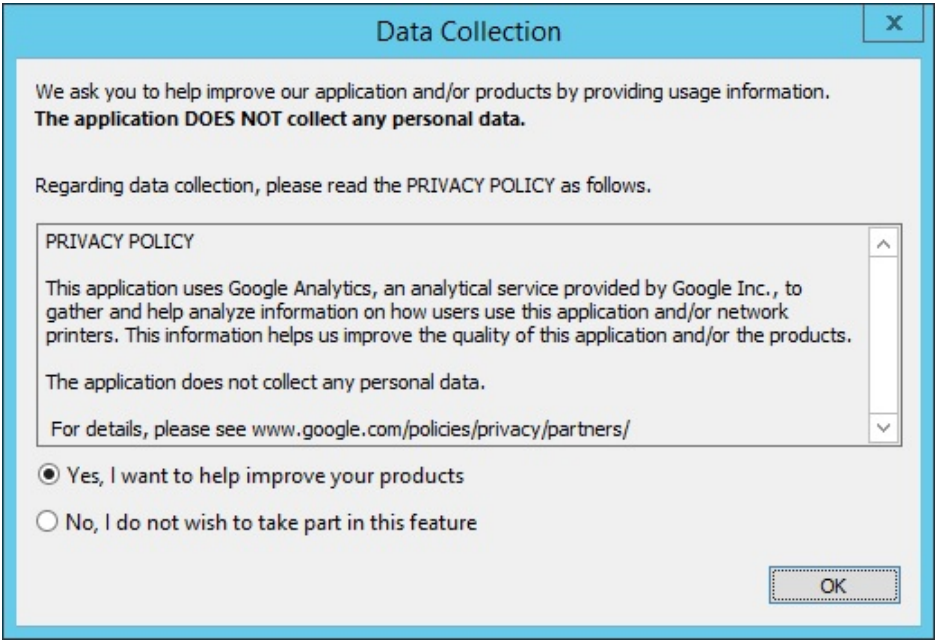 Data Collection
x
We ask you to help improve our application and/or products by providing usage information.
The application DOES NOT collect any personal data.
Regarding data collection, please read the PRIVACY POLICY as follows.
PRIVACY POLICY
This application uses Google Analytics, an analytical service provided by Google Inc., to
gather and help analyze information on how users use this application and/or network
printers. This information helps us improve the quality of this application and/or the products.
The application does not collect any personal data.
For details, please see www.google.com/policies/privacy/partners/
Yes, I want to help improve your products
No, I do not wish to take part in this feature
OK